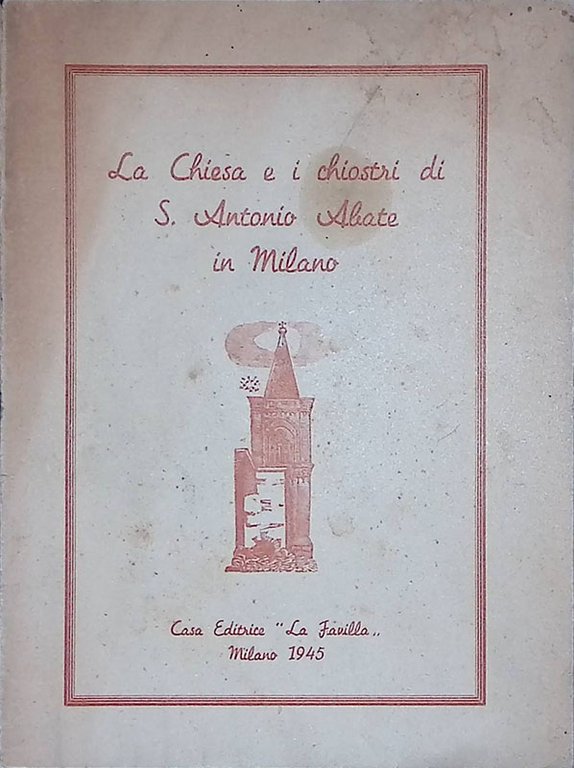 La Chiesa e i chiostri di
S. Antonio Abate
in Milano
Casa Editrice "La Favilla„
Milano 1945